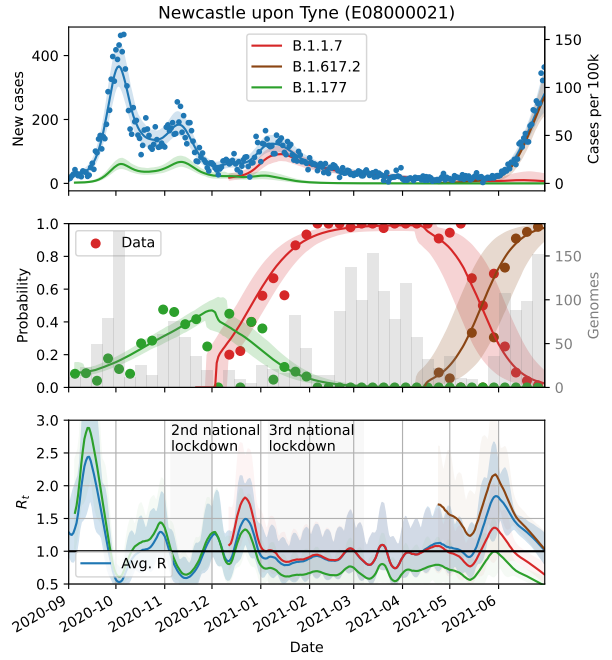 Newcastle upon Tyne (E08000021)
New cases
400
200
0
B.1.1.7
B.1.617.2
B.1.177
150
100
50
0
Cases per 100k
Probability
1.0
0.8
0.6
0.4
0.2
0.0
Data
150
100
50
0
Genomes
R_t
3.0
2.5
2.0
1.5
1.0
0.5
2nd national
lockdown
3rd national
lockdown
Avg. R
2020-09
2020-10
2020-11
2020-12
2021-01
2021-02
2021-03
2021-04
2021-05
2021-06
Date